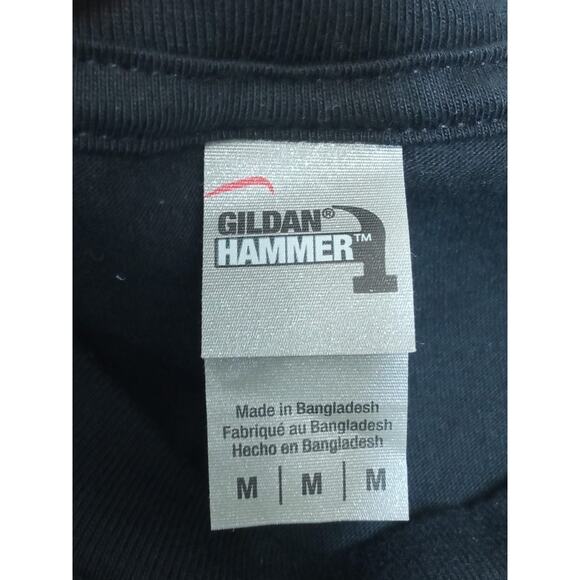 GILDAN®
HAMMER™
Made in Bangladesh
Fabriqué au Bangladesh
Hecho en Bangladesh
M | M | M